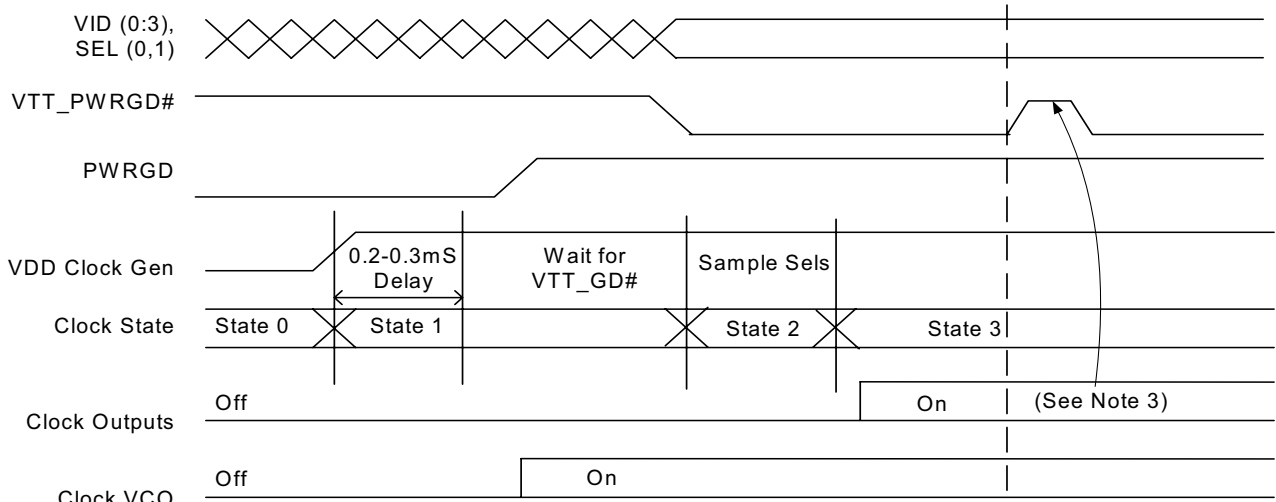 VID (0:3),
SEL (0,1)
VTT_PWRGD#
PWRGD
VDD Clock Gen
0.2-0.3mS
Delay
Wait for
VTT_GD#
Sample Sels
Clock State
State 0
State 1
State 2
State 3
Clock Outputs
Off
On
(See Note 3)
Clock VCO
Off
On